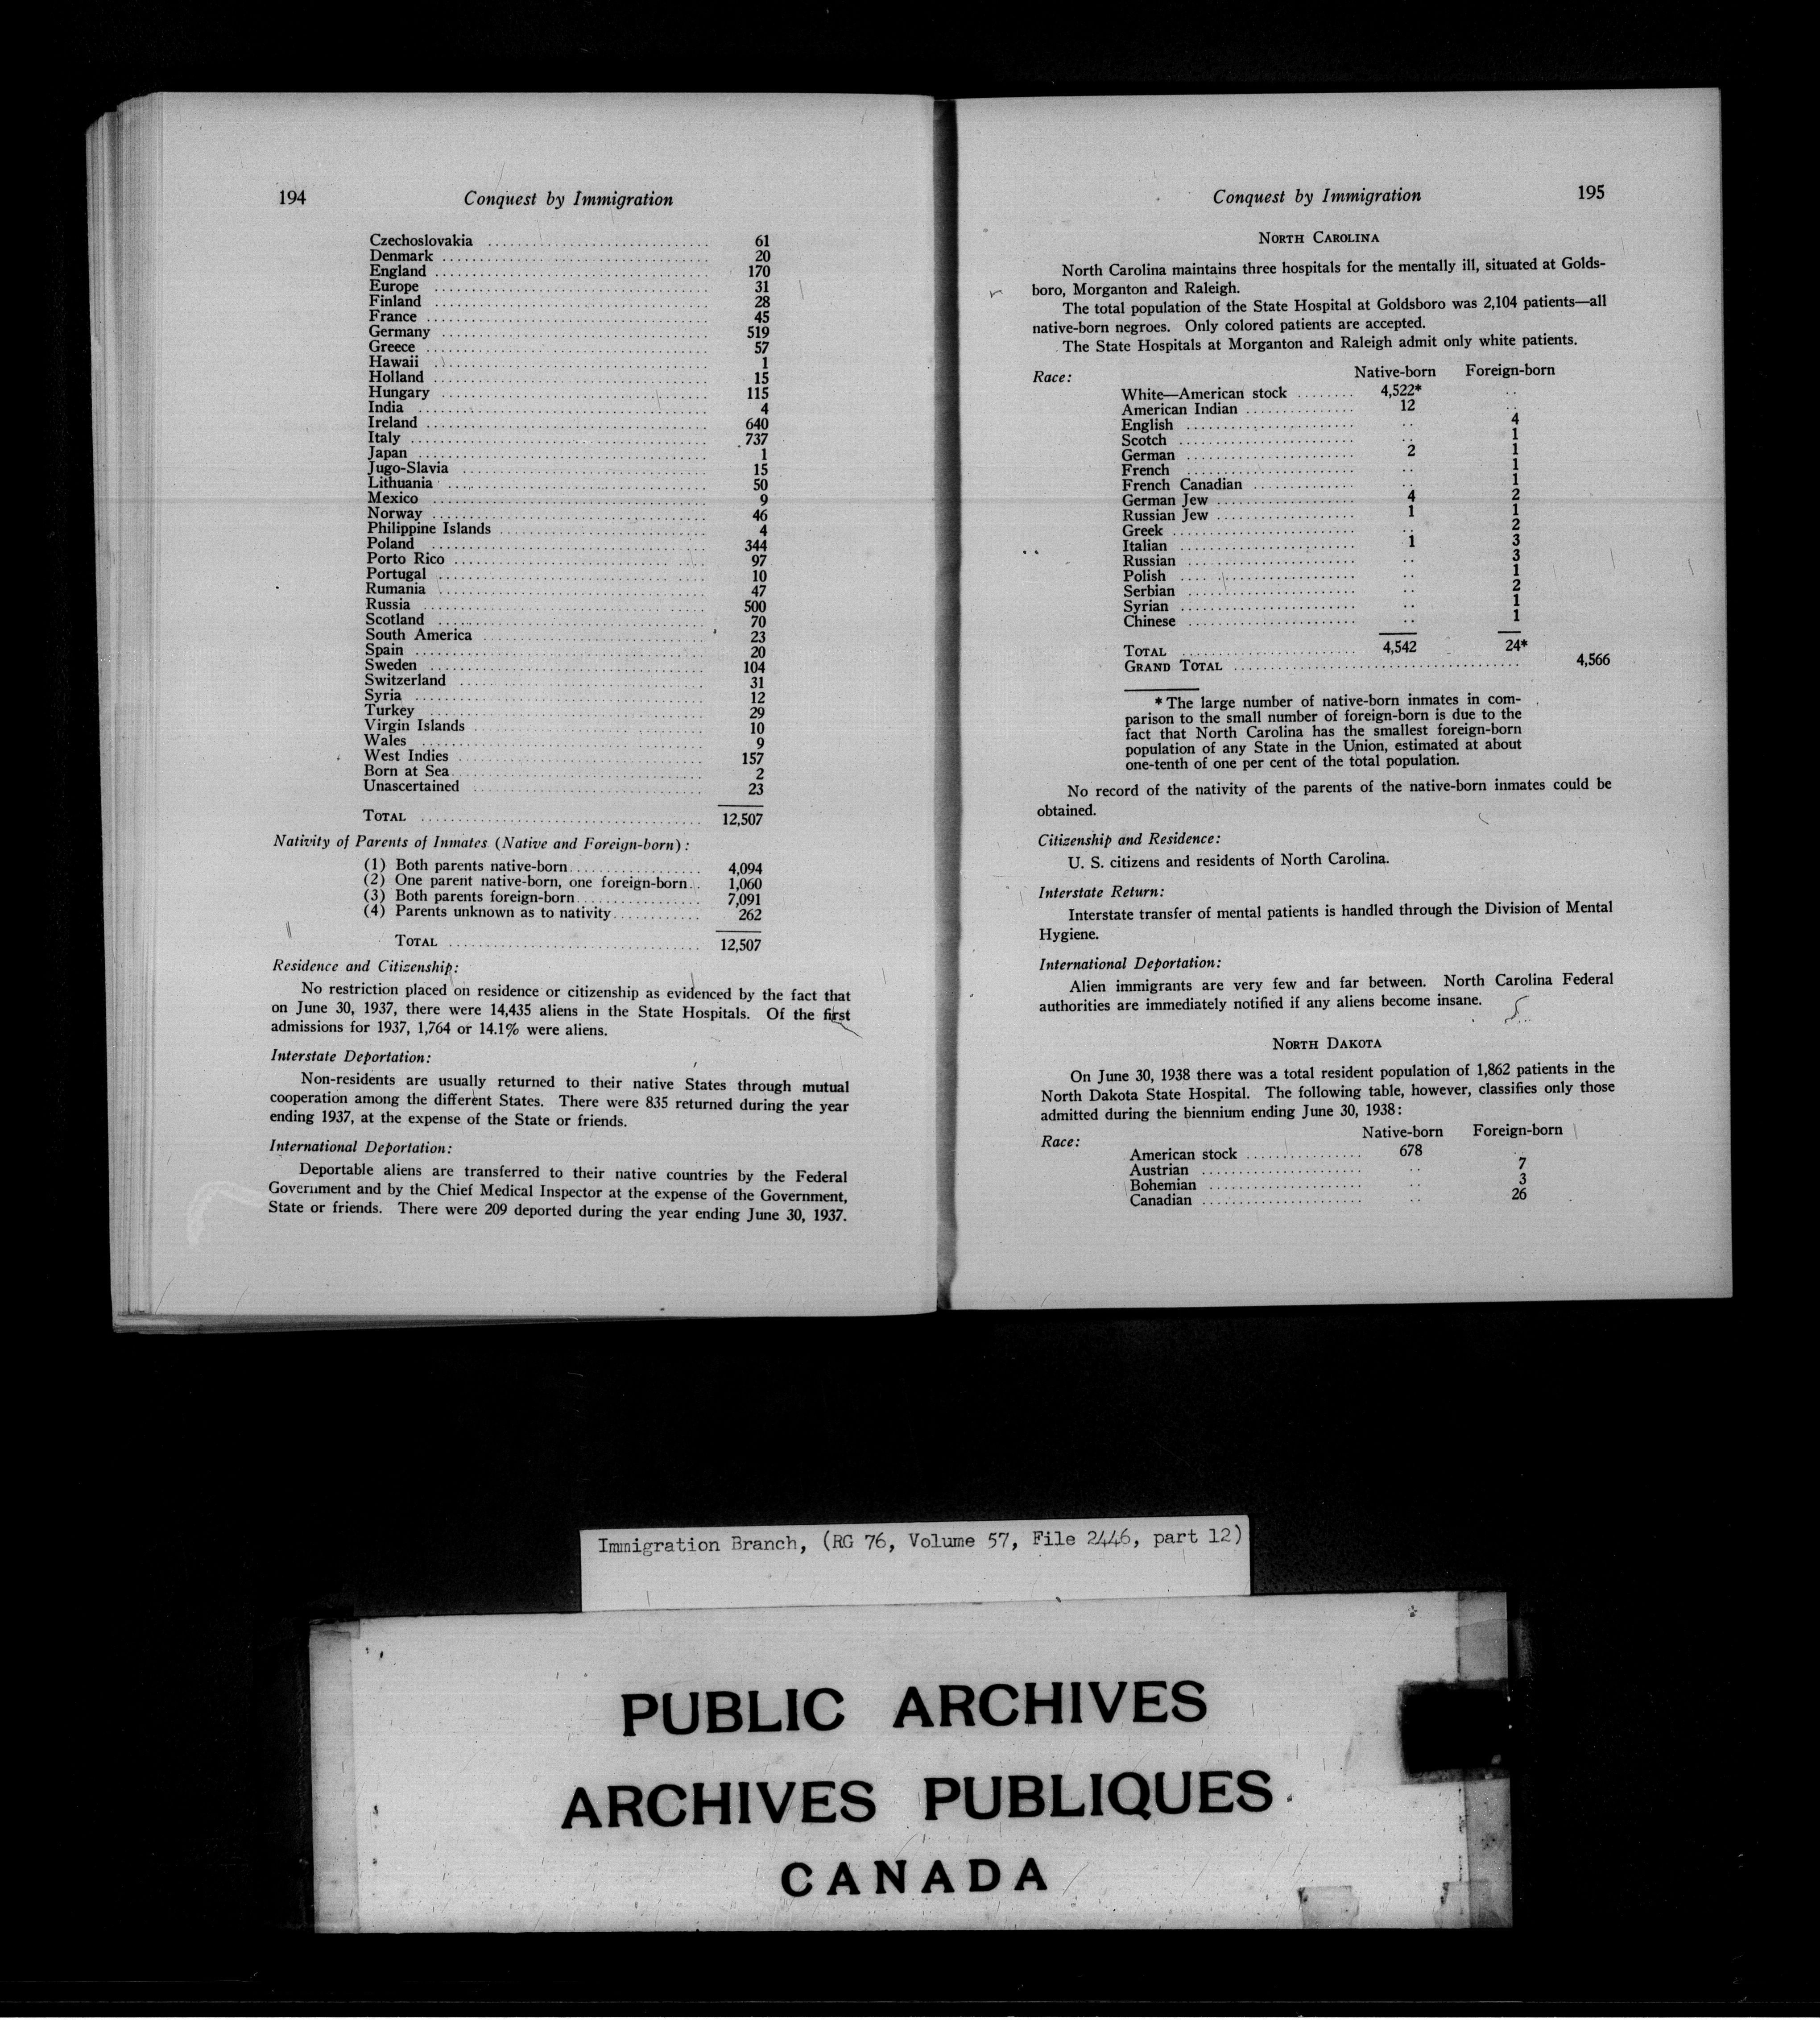 194 Conquest by Immigration
Czechoslovakia .............................. 61
Denmark .................................... 20
England ..................................... 170
Europe ..................................... 31
Finland ..................................... 28
France ...................................... 45
Germany .................................... 519
Greece ...................................... 57
Hawaii ..................................... 1
Holland ..................................... 15
Hungary .................................... 115
India ....................................... 4
Ireland ...................................... 640
Italy ........................................ 737
Japan ....................................... 1
Jugo-Slavia ................................. 15
Lithuania ................................... 50
Mexico ..................................... 9
Norway ..................................... 46
Philippine Islands ............................ 4
Poland ..................................... 344
Porto Rico .................................. 97
Portugal .................................... 10
Rumania .................................... 47
Russia ...................................... 500
Scotland .................................... 70
South America .............................. 23
Spain ....................................... 20
Sweden ..................................... 104
Switzerland ................................. 31
Syria ....................................... 12
Turkey ..................................... 29
Virgin Islands ............................... 10
Wales ...................................... 9
West Indies ................................. 157
Born at Sea.................................. 2
Unascertained ............................... 23
TOTAL ...................................... 12,507
Nativity of Parents of Inmates (Native and Foreign-born):
(1) Both parents native-born.................. 4,094
(2) One parent native-born, one foreign-born.. 1,060
(3) Both parents foreign-born................. 7,091
(4) Parents unknown as to nativity............ 262
TOTAL .................................. 12,507
Residence and Citizenship:
No restriction placed on residence or citizenship as evidenced by the fact that
on June 30, 1937, there were 14,435 aliens in the State Hospitals. Of the first
admissions for 1937, 1,764 or 14.1% were aliens.
Interstate Deportation:
Non-residents are usually returned to their native States through mutual
cooperation among the different States. There were 835 returned during the year
ending 1937, at the expense of the State or friends.
International Deportation:
Deportable aliens are transferred to their native countries by the Federal
Government and by the Chief Medical Inspector at the expense of the Government,
State or friends. There were 209 deported during the year ending June 30, 1937.
Conquest by Immigration 195
NORTH CAROLINA
North Carolina maintains three hospitals for the mentally ill, situated at Golds-
boro, Morganton and Raleigh.
The total population of the State Hospital at Goldsboro was 2,104 patients—all
native-born negroes. Only colored patients are accepted.
The State Hospitals at Morganton and Raleigh admit only white patients.
Race: Native-born Foreign-born
White—American stock ........ 4,522* ..
American Indian ............... 12 ..
English ....................... .. 4
Scotch ........................ .. 1
German ....................... 2 1
French ....................... .. 1
French Canadian .............. .. 1
German Jew ................... 4 2
Russian Jew ................... 1 1
Greek ......................... .. 2
Italian ........................ 1 3
Russian ....................... .. 3
Polish ........................ .. 1
Serbian ....................... .. 2
Syrian ........................ .. 1
Chinese ....................... .. 1
TOTAL ........................ 4,542 24*
GRAND TOTAL ....................................... 4,566
* The large number of native-born inmates in com-
parison to the small number of foreign-born is due to the
fact that North Carolina has the smallest foreign-born
population of any State in the Union, estimated at about
one-tenth of one per cent of the total population.
No record of the nativity of the parents of the native-born inmates could be
obtained.
Citizenship and Residence:
U. S. citizens and residents of North Carolina.
Interstate Return:
Interstate transfer of mental patients is handled through the Division of Mental
Hygiene.
International Deportation:
Alien immigrants are very few and far between. North Carolina Federal
authorities are immediately notified if any aliens become insane.
NORTH DAKOTA
On June 30, 1938 there was a total resident population of 1,862 patients in the
North Dakota State Hospital. The following table, however, classifies only those
admitted during the biennium ending June 30, 1938:
Race: Native-born Foreign-born
American stock ................ 678 ..
Austrian ...................... .. 7
Bohemian ..................... .. 3
Canadian ...................... .. 26
Immigration Branch, (RG 76, Volume 57, File 2446, part 12)
PUBLIC ARCHIVES
ARCHIVES PUBLIQUES
CANADA